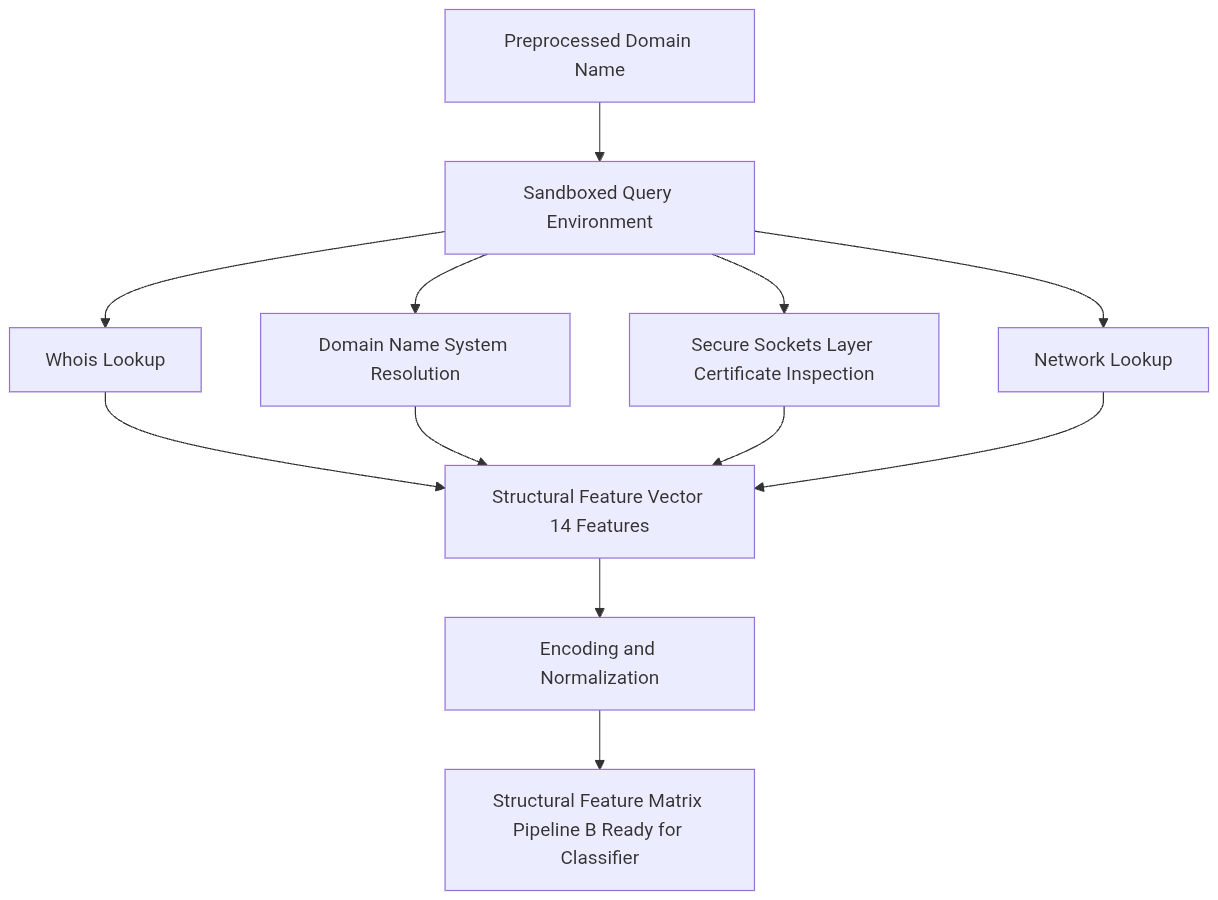 Preprocessed Domain
Name
Sandboxed Query
Environment
Whois Lookup
Domain Name System
Resolution
Secure Sockets Layer
Certificate Inspection
Network Lookup
Structural Feature Vector
14 Features
Encoding and
Normalization
Structural Feature Matrix
Pipeline B Ready for
Classifier